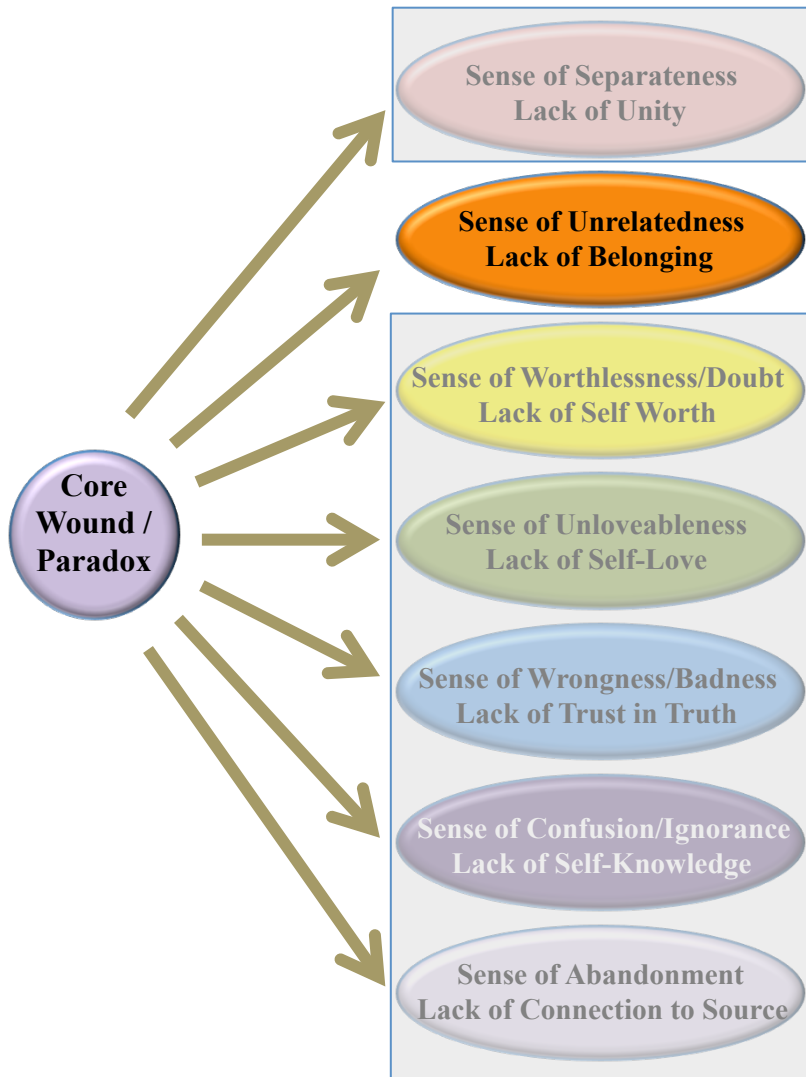 Sense of Separateness
Lack of Unity
Sense of Unrelatedness
Lack of Belonging
Sense of Worthlessness/Doubt
Lack of Self Worth
Core
Wound /
Paradox
Sense of Unloveableness
Lack of Self-Love
Sense of Wrongness/Badness
Lack of Trust in Truth
Sense of Confusion/Ignorance
Lack of Self-Knowledge
Sense of Abandonment
Lack of Connection to Source